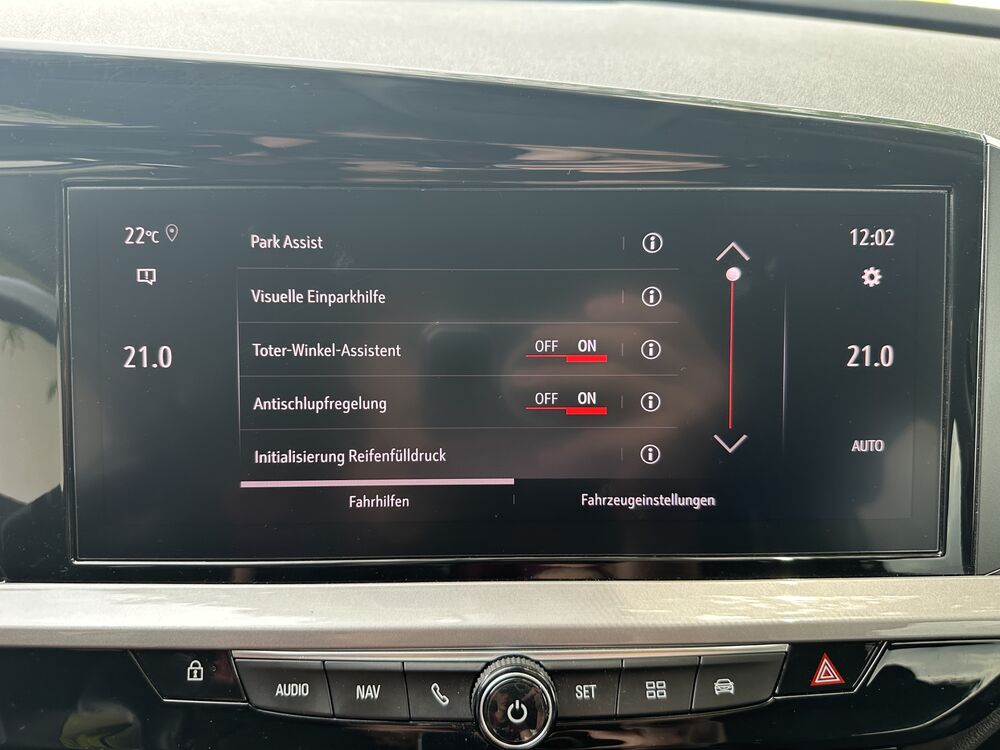 22°C
12:02
21.0
21.0
AUTO
Park Assist
Visuelle Einparkhilfe
Toter-Winkel-Assistent OFF ON
Antischlupfregelung OFF ON
Initialisierung Reifenfülldruck
Fahrhilfen
Fahrzeugeinstellungen
AUDIO
NAV
SET